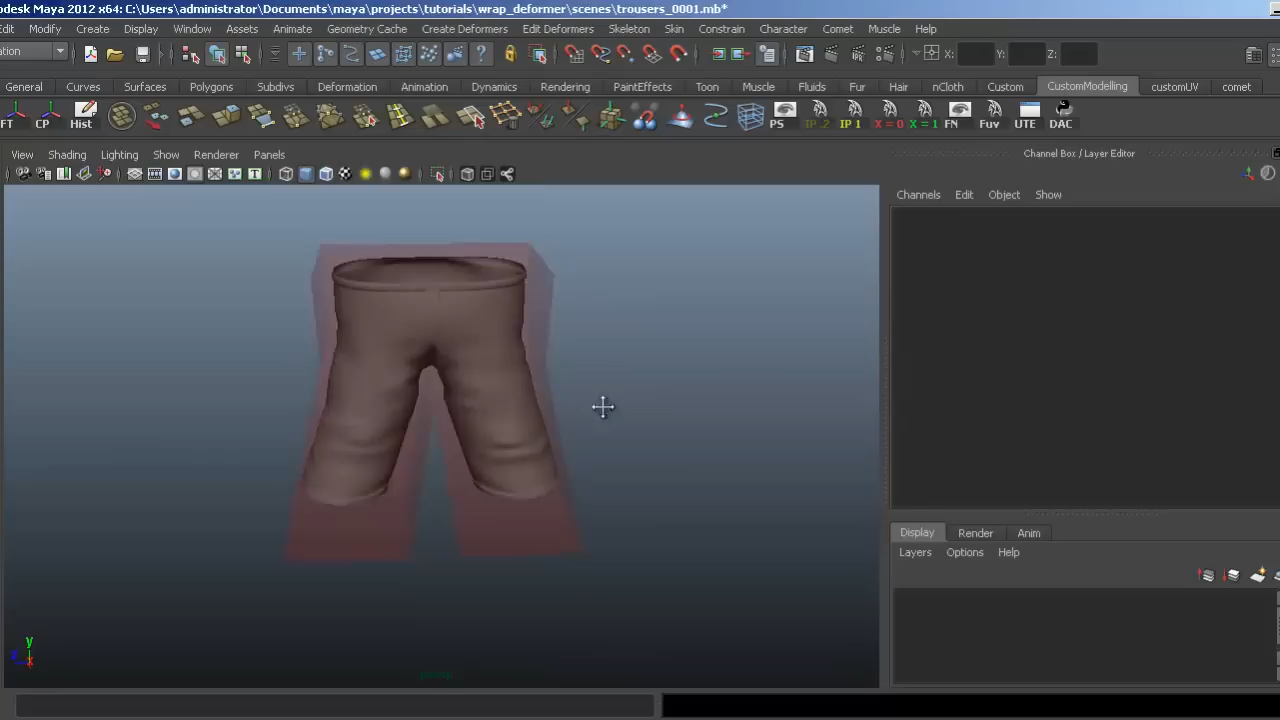 odesk Maya 2012 x64: C:\Users\administrator\Documents\maya\projects\tutorials\wrap_deformer\scenes\trousers_0001.mb*
Edit Modify Create Display Window Assets Animate Geometry Cache Create Deformers Edit Deformers Skeleton Skin Constrain Character Comet Muscle Help
ation X: Y: Z:
General Curves Surfaces Polygons Subdivs Deformation Animation Dynamics Rendering PaintEffects Toon Muscle Fluids Fur Hair nCloth Custom CustomModelling customUV comet
FT CP Hist PS IP 2 IP 1 X=0 X=1 FN Fuv UTE DAC
View Shading Lighting Show Renderer Panels
Channel Box / Layer Editor
Channels Edit Object Show
Display Render Anim
Layers Options Help
y
x
persp